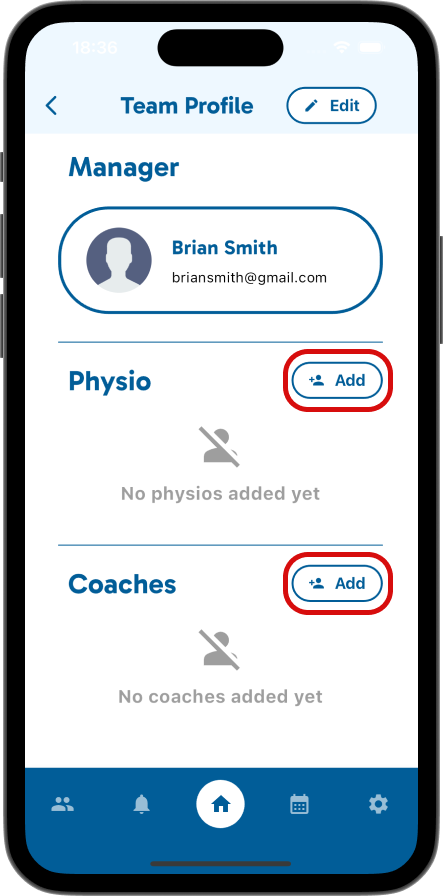 18:36
Team Profile
Edit
Manager
Brian Smith
briansmith@gmail.com
Physio
Add
No physios added yet
Coaches
Add
No coaches added yet